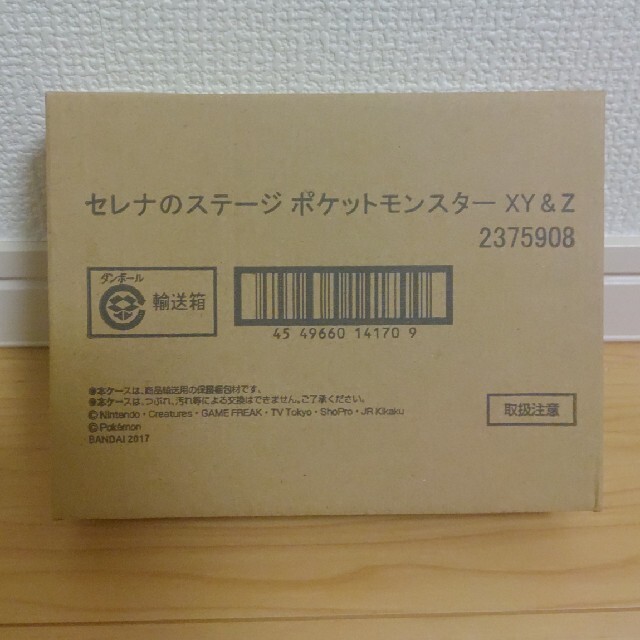 セレナのステージ ポケットモンスター XY&Z
2375908
ダンボール
輸送箱
45 49660 14170 9
※本ケースは、商品輸送用の保護梱包材です。
※本ケースは、つぶれ、汚れ等による交換はできません。ご了承ください。
©Nintendo・Creatures・GAME FREAK・TV Tokyo・ShoPro・JR Kikaku
©Pokémon
BANDAI 2017
取扱注意